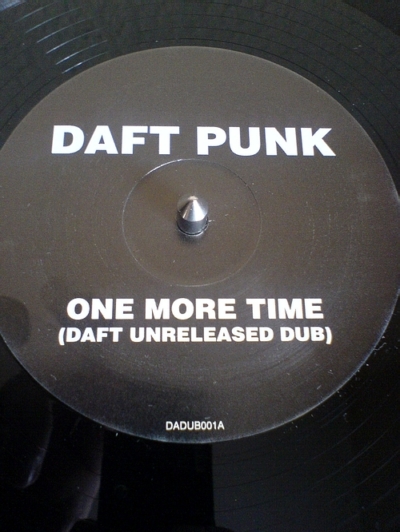 DAFT PUNK
ONE MORE TIME
(DAFT UNRELEASED DUB)
DADUB001A